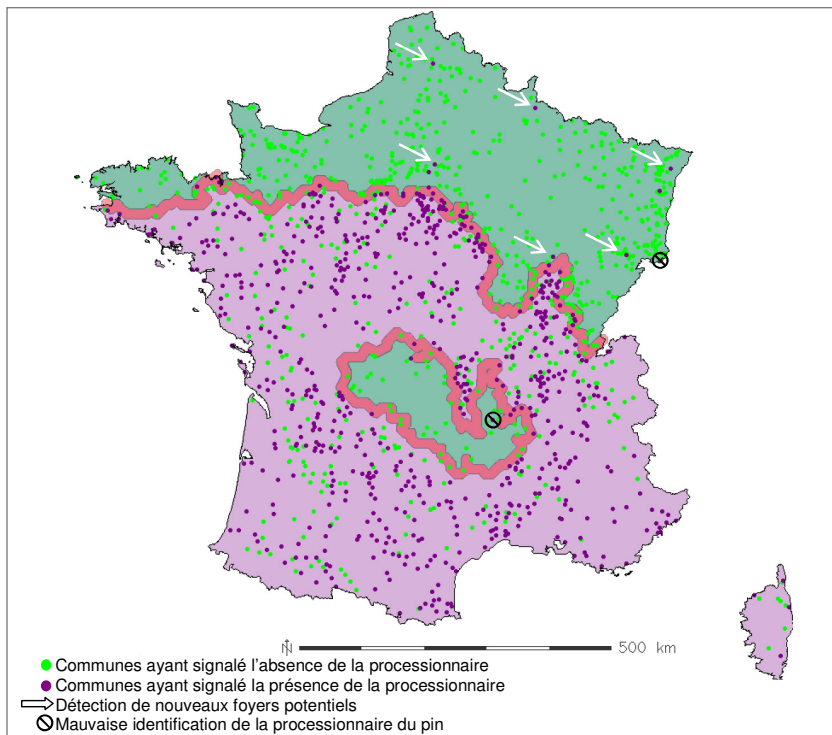 N
500 km
Communes ayant signalé l'absence de la processionnaire
Communes ayant signalé la présence de la processionnaire
Détection de nouveaux foyers potentiels
Mauvaise identification de la processionnaire du pin